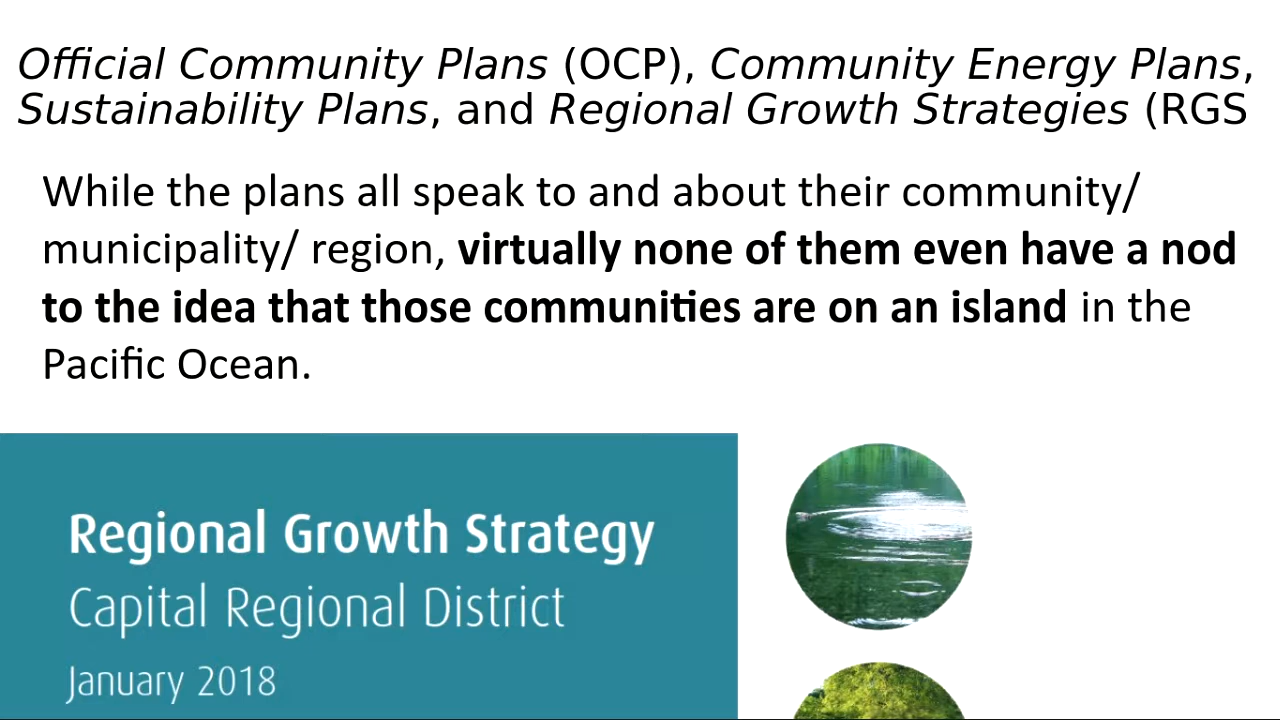 Official Community Plans (OCP), Community Energy Plans,
Sustainability Plans, and Regional Growth Strategies (RGS
While the plans all speak to and about their community/
municipality/ region, virtually none of them even have a nod
to the idea that those communities are on an island in the
Pacific Ocean.
Regional Growth Strategy
Capital Regional District
January 2018